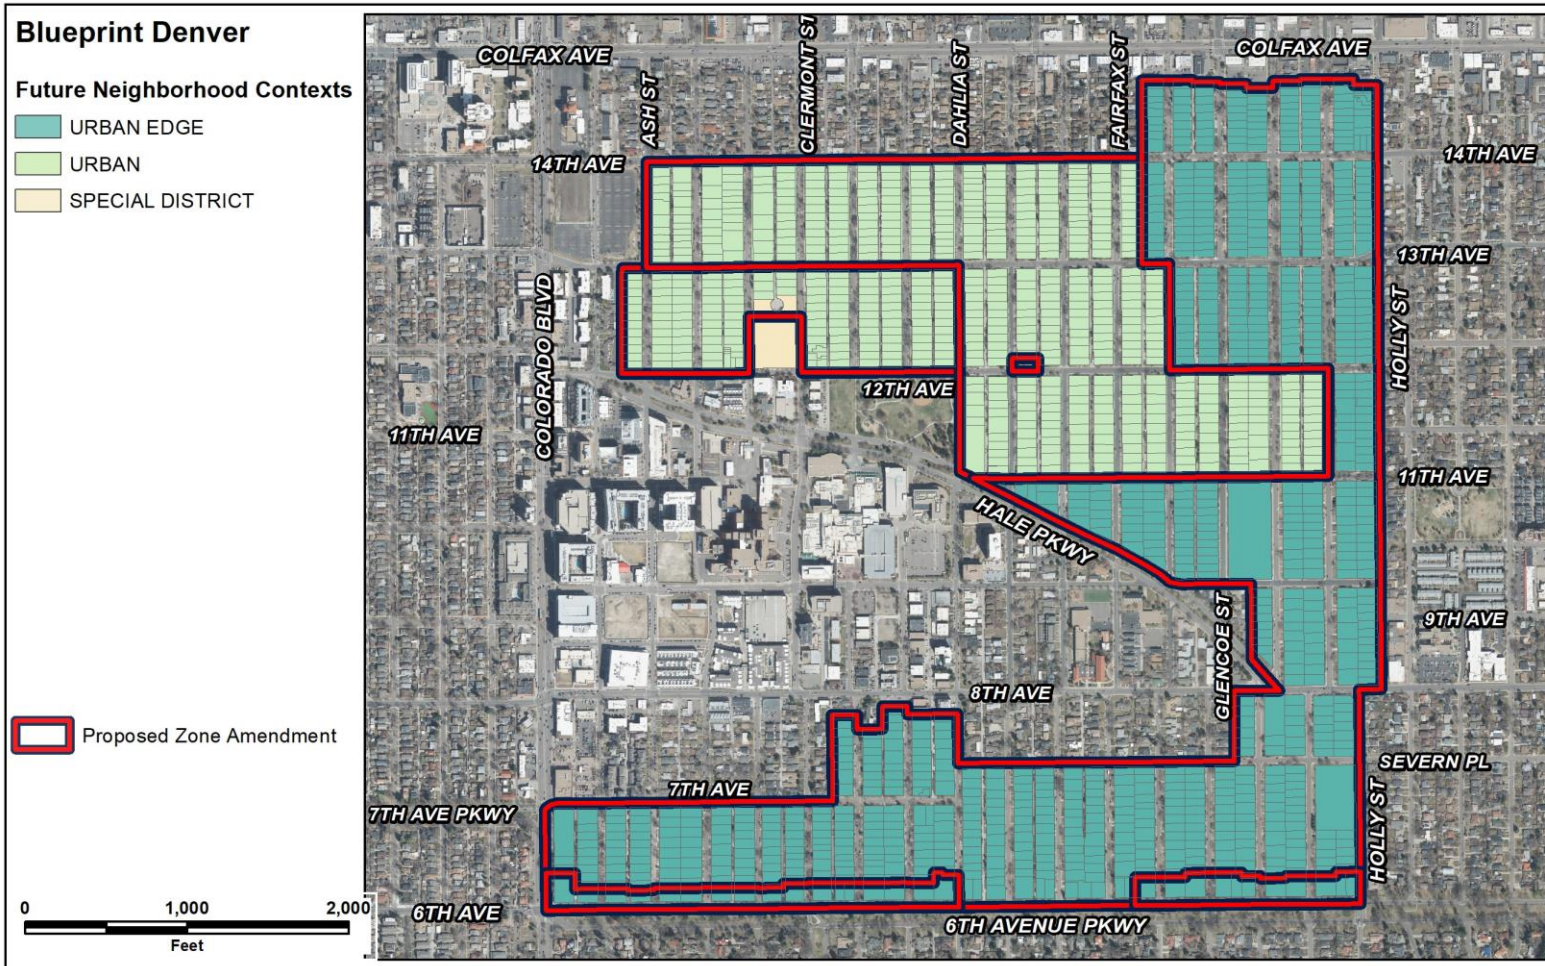 Blueprint Denver
Future Neighborhood Contexts
URBAN EDGE
URBAN
SPECIAL DISTRICT
Proposed Zone Amendment
0 1,000 2,000
Feet
COLFAX AVE
COLFAX AVE
ASH ST
CLERMONT ST
DAHLIA ST
FAIRFAX ST
14TH AVE
14TH AVE
13TH AVE
COLORADO BLVD
HOLLY ST
12TH AVE
11TH AVE
11TH AVE
HALE PKWY
GLENCOE ST
9TH AVE
8TH AVE
SEVERN PL
7TH AVE
7TH AVE PKWY
HOLLY ST
6TH AVE
6TH AVENUE PKWY